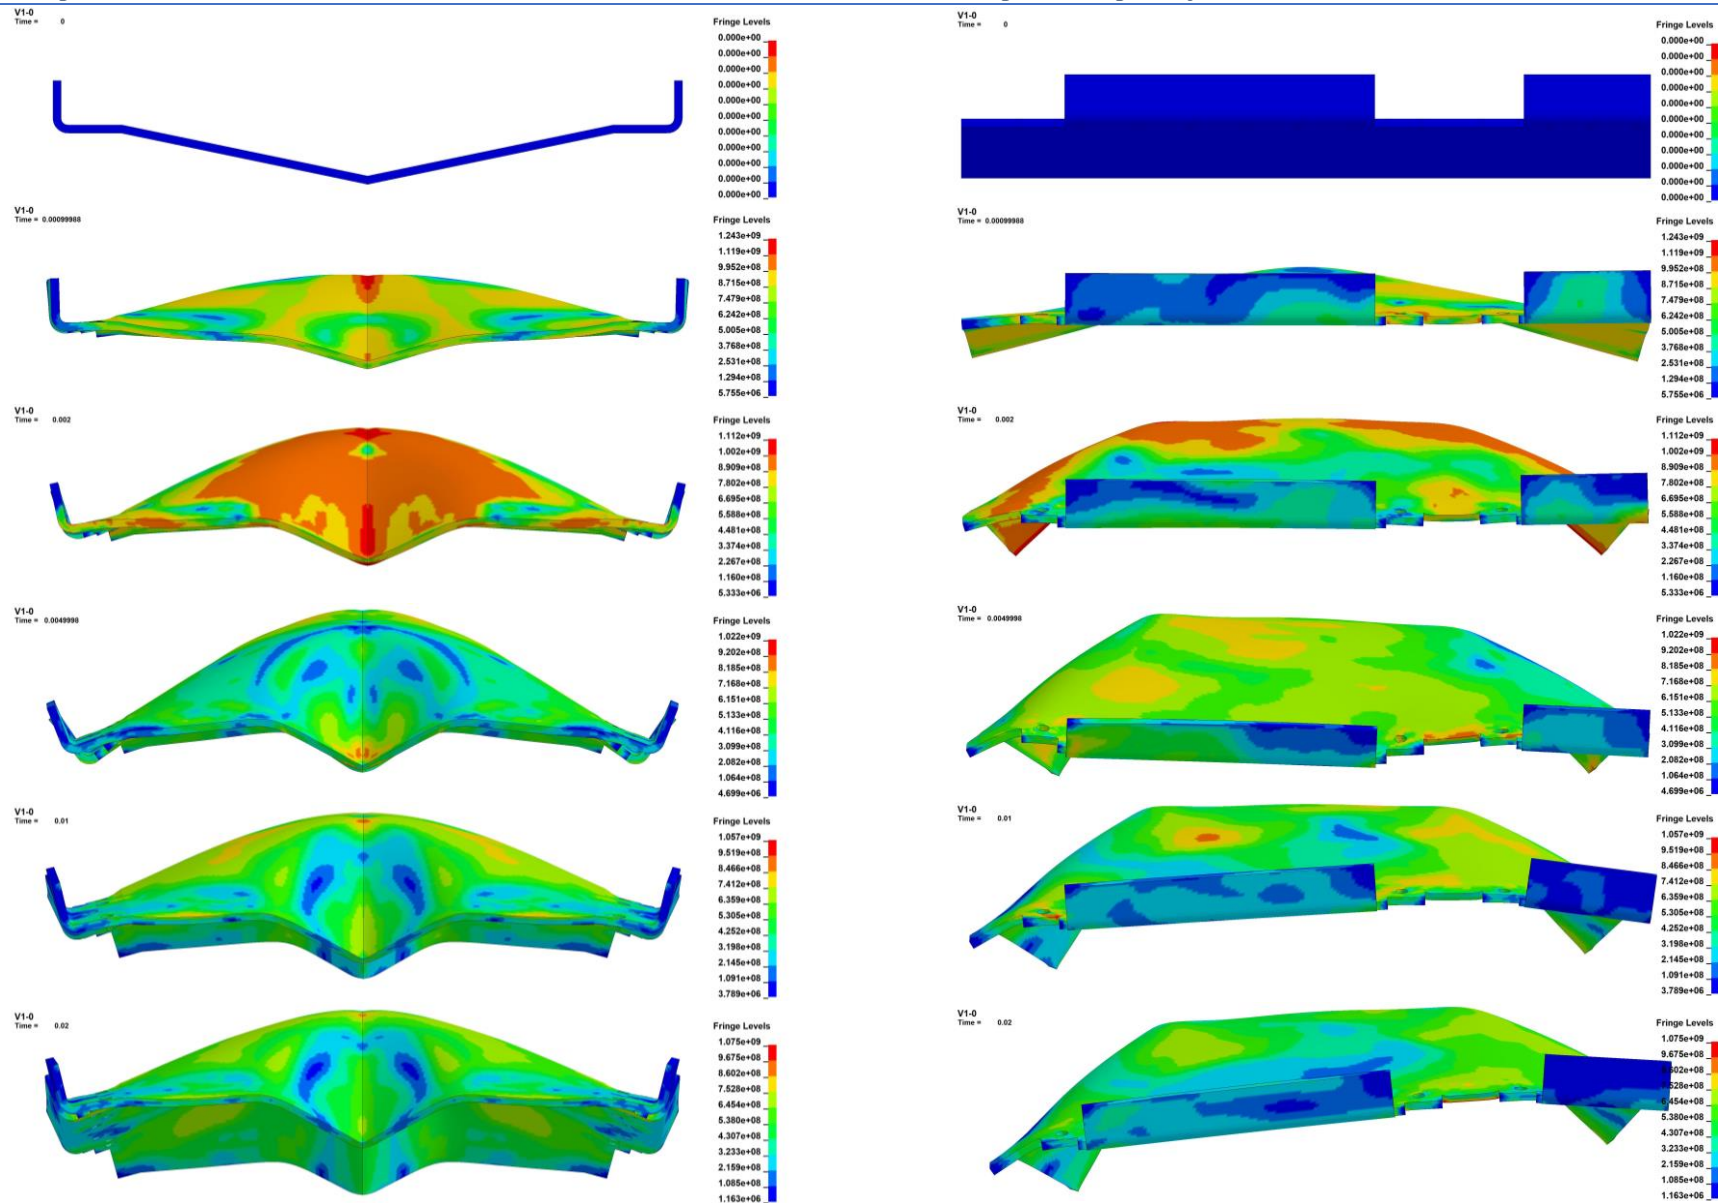 V1-0
Time = 0
Fringe Levels
0.000e+00
0.000e+00
0.000e+00
0.000e+00
0.000e+00
0.000e+00
0.000e+00
0.000e+00
0.000e+00
0.000e+00
0.000e+00
V1-0
Time = 0
Fringe Levels
0.000e+00
0.000e+00
0.000e+00
0.000e+00
0.000e+00
0.000e+00
0.000e+00
0.000e+00
0.000e+00
0.000e+00
0.000e+00
V1-0
Time = 0.00099988
Fringe Levels
1.243e+09
1.119e+09
9.952e+08
8.715e+08
7.479e+08
6.242e+08
5.005e+08
3.768e+08
2.531e+08
1.294e+08
5.755e+06
V1-0
Time = 0.00099988
Fringe Levels
1.243e+09
1.119e+09
9.952e+08
8.715e+08
7.479e+08
6.242e+08
5.005e+08
3.768e+08
2.531e+08
1.294e+08
5.755e+06
V1-0
Time = 0.002
Fringe Levels
1.112e+09
1.002e+09
8.909e+08
7.802e+08
6.695e+08
5.588e+08
4.481e+08
3.374e+08
2.267e+08
1.160e+08
5.333e+06
V1-0
Time = 0.002
Fringe Levels
1.112e+09
1.002e+09
8.909e+08
7.802e+08
6.695e+08
5.588e+08
4.481e+08
3.374e+08
2.267e+08
1.160e+08
5.333e+06
V1-0
Time = 0.0049998
Fringe Levels
1.022e+09
9.202e+08
8.185e+08
7.168e+08
6.151e+08
5.133e+08
4.116e+08
3.099e+08
2.082e+08
1.064e+08
4.699e+06
V1-0
Time = 0.0049998
Fringe Levels
1.022e+09
9.202e+08
8.185e+08
7.168e+08
6.151e+08
5.133e+08
4.116e+08
3.099e+08
2.082e+08
1.064e+08
4.699e+06
V1-0
Time = 0.01
Fringe Levels
1.057e+09
9.519e+08
8.466e+08
7.412e+08
6.359e+08
5.305e+08
4.252e+08
3.198e+08
2.145e+08
1.091e+08
3.789e+06
V1-0
Time = 0.01
Fringe Levels
1.057e+09
9.519e+08
8.466e+08
7.412e+08
6.359e+08
5.305e+08
4.252e+08
3.198e+08
2.145e+08
1.091e+08
3.789e+06
V1-0
Time = 0.02
Fringe Levels
1.075e+09
9.675e+08
8.602e+08
7.528e+08
6.454e+08
5.380e+08
4.307e+08
3.233e+08
2.159e+08
1.085e+08
1.163e+06
V1-0
Time = 0.02
Fringe Levels
1.075e+09
9.675e+08
8.602e+08
7.528e+08
6.454e+08
5.380e+08
4.307e+08
3.233e+08
2.159e+08
1.085e+08
1.163e+06